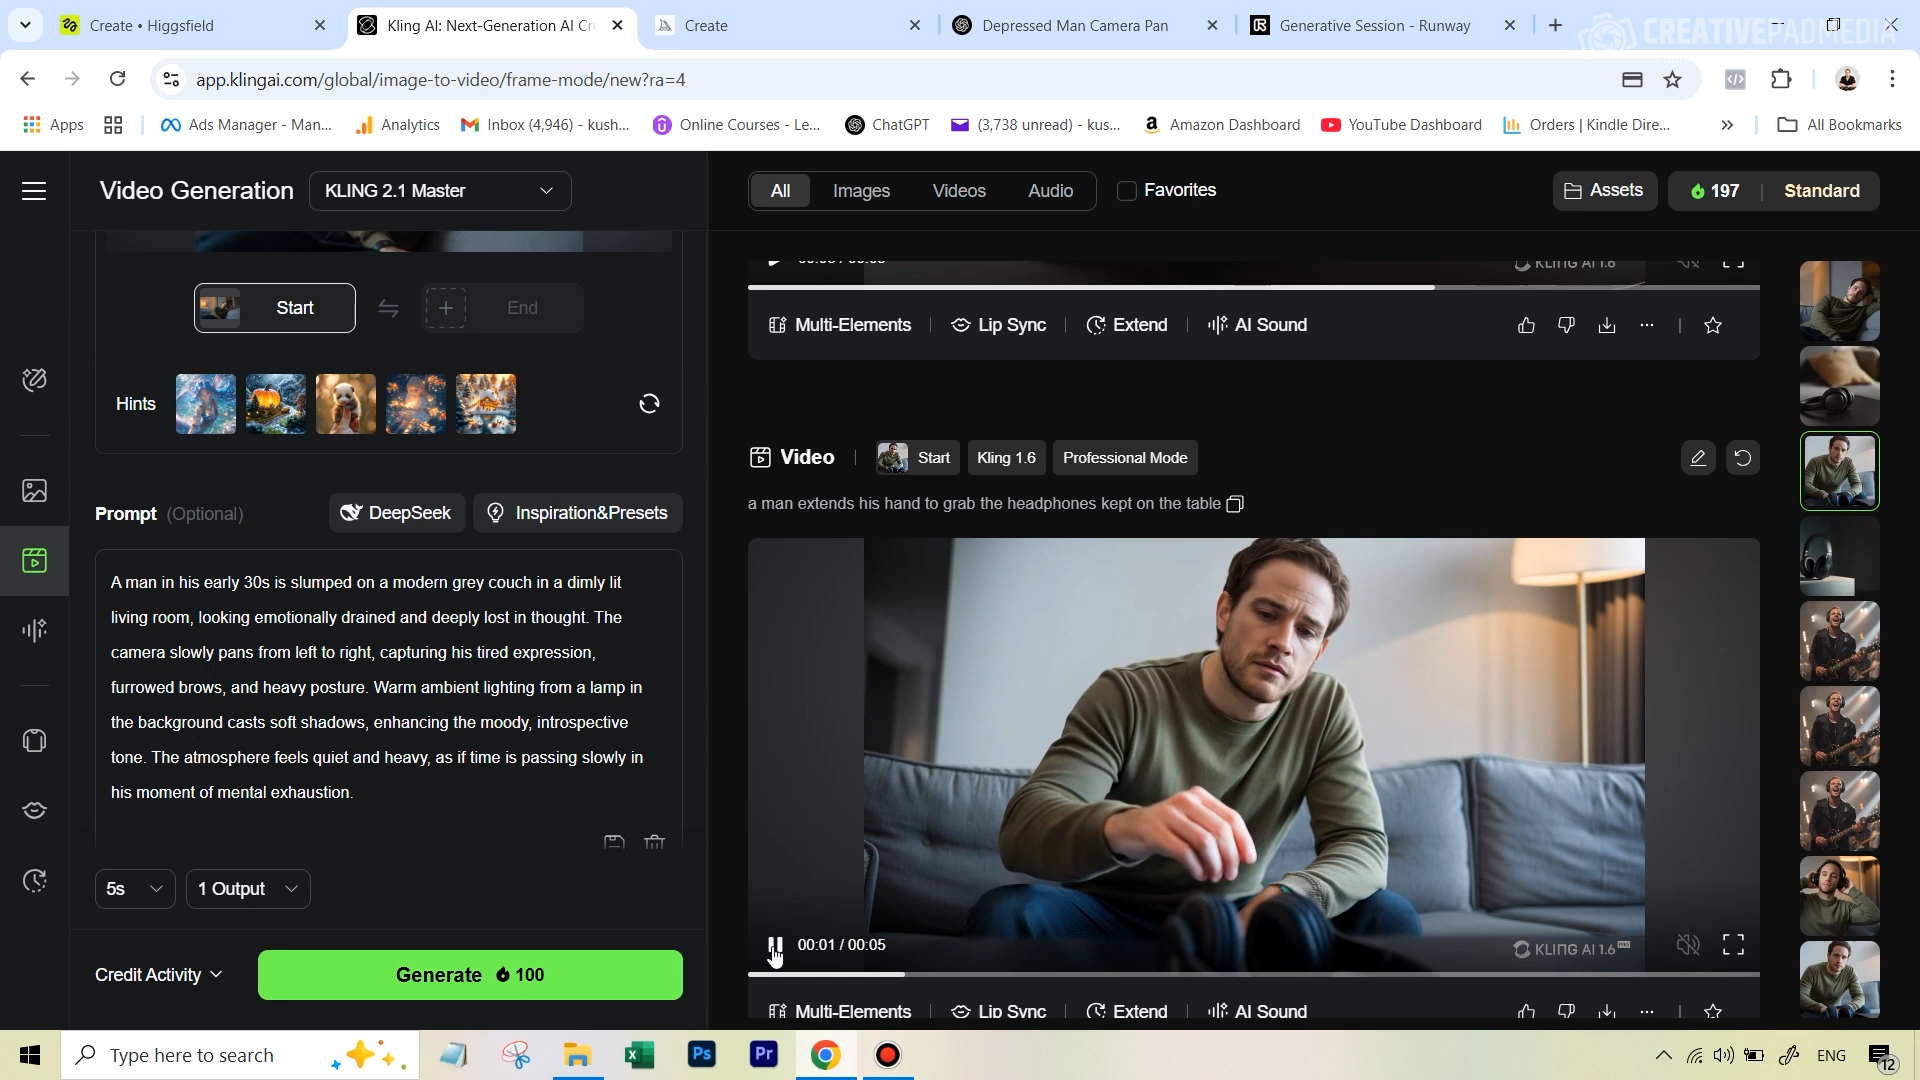 Create • Higgsfield
Kling AI: Next-Generation AI Cre
Create
Depressed Man Camera Pan
Generative Session - Runway
CREATIVEPADMEDIA
app.klingai.com/global/image-to-video/frame-mode/new?ra=4
Apps
Ads Manager - Man...
Analytics
Inbox (4,946) - kush...
Online Courses - Le...
ChatGPT
(3,738 unread) - kus...
Amazon Dashboard
YouTube Dashboard
Orders | Kindle Dire...
All Bookmarks
Video Generation
KLING 2.1 Master
All
Images
Videos
Audio
Favorites
Assets
197
Standard
Start
End
Hints
Prompt (Optional)
DeepSeek
Inspiration&Presets
A man in his early 30s is slumped on a modern grey couch in a dimly lit
living room, looking emotionally drained and deeply lost in thought. The
camera slowly pans from left to right, capturing his tired expression,
furrowed brows, and heavy posture. Warm ambient lighting from a lamp in
the background casts soft shadows, enhancing the moody, introspective
tone. The atmosphere feels quiet and heavy, as if time is passing slowly in
his moment of mental exhaustion.
5s
1 Output
Credit Activity
Generate 100
KLING AI 1.6
Multi-Elements
Lip Sync
Extend
AI Sound
Video
Start
Kling 1.6
Professional Mode
a man extends his hand to grab the headphones kept on the table
00:01 / 00:05
KLING AI 1.6
Multi-Elements
Lip Sync
Extend
AI Sound
Type here to search
Ps
Pr
ENG
12